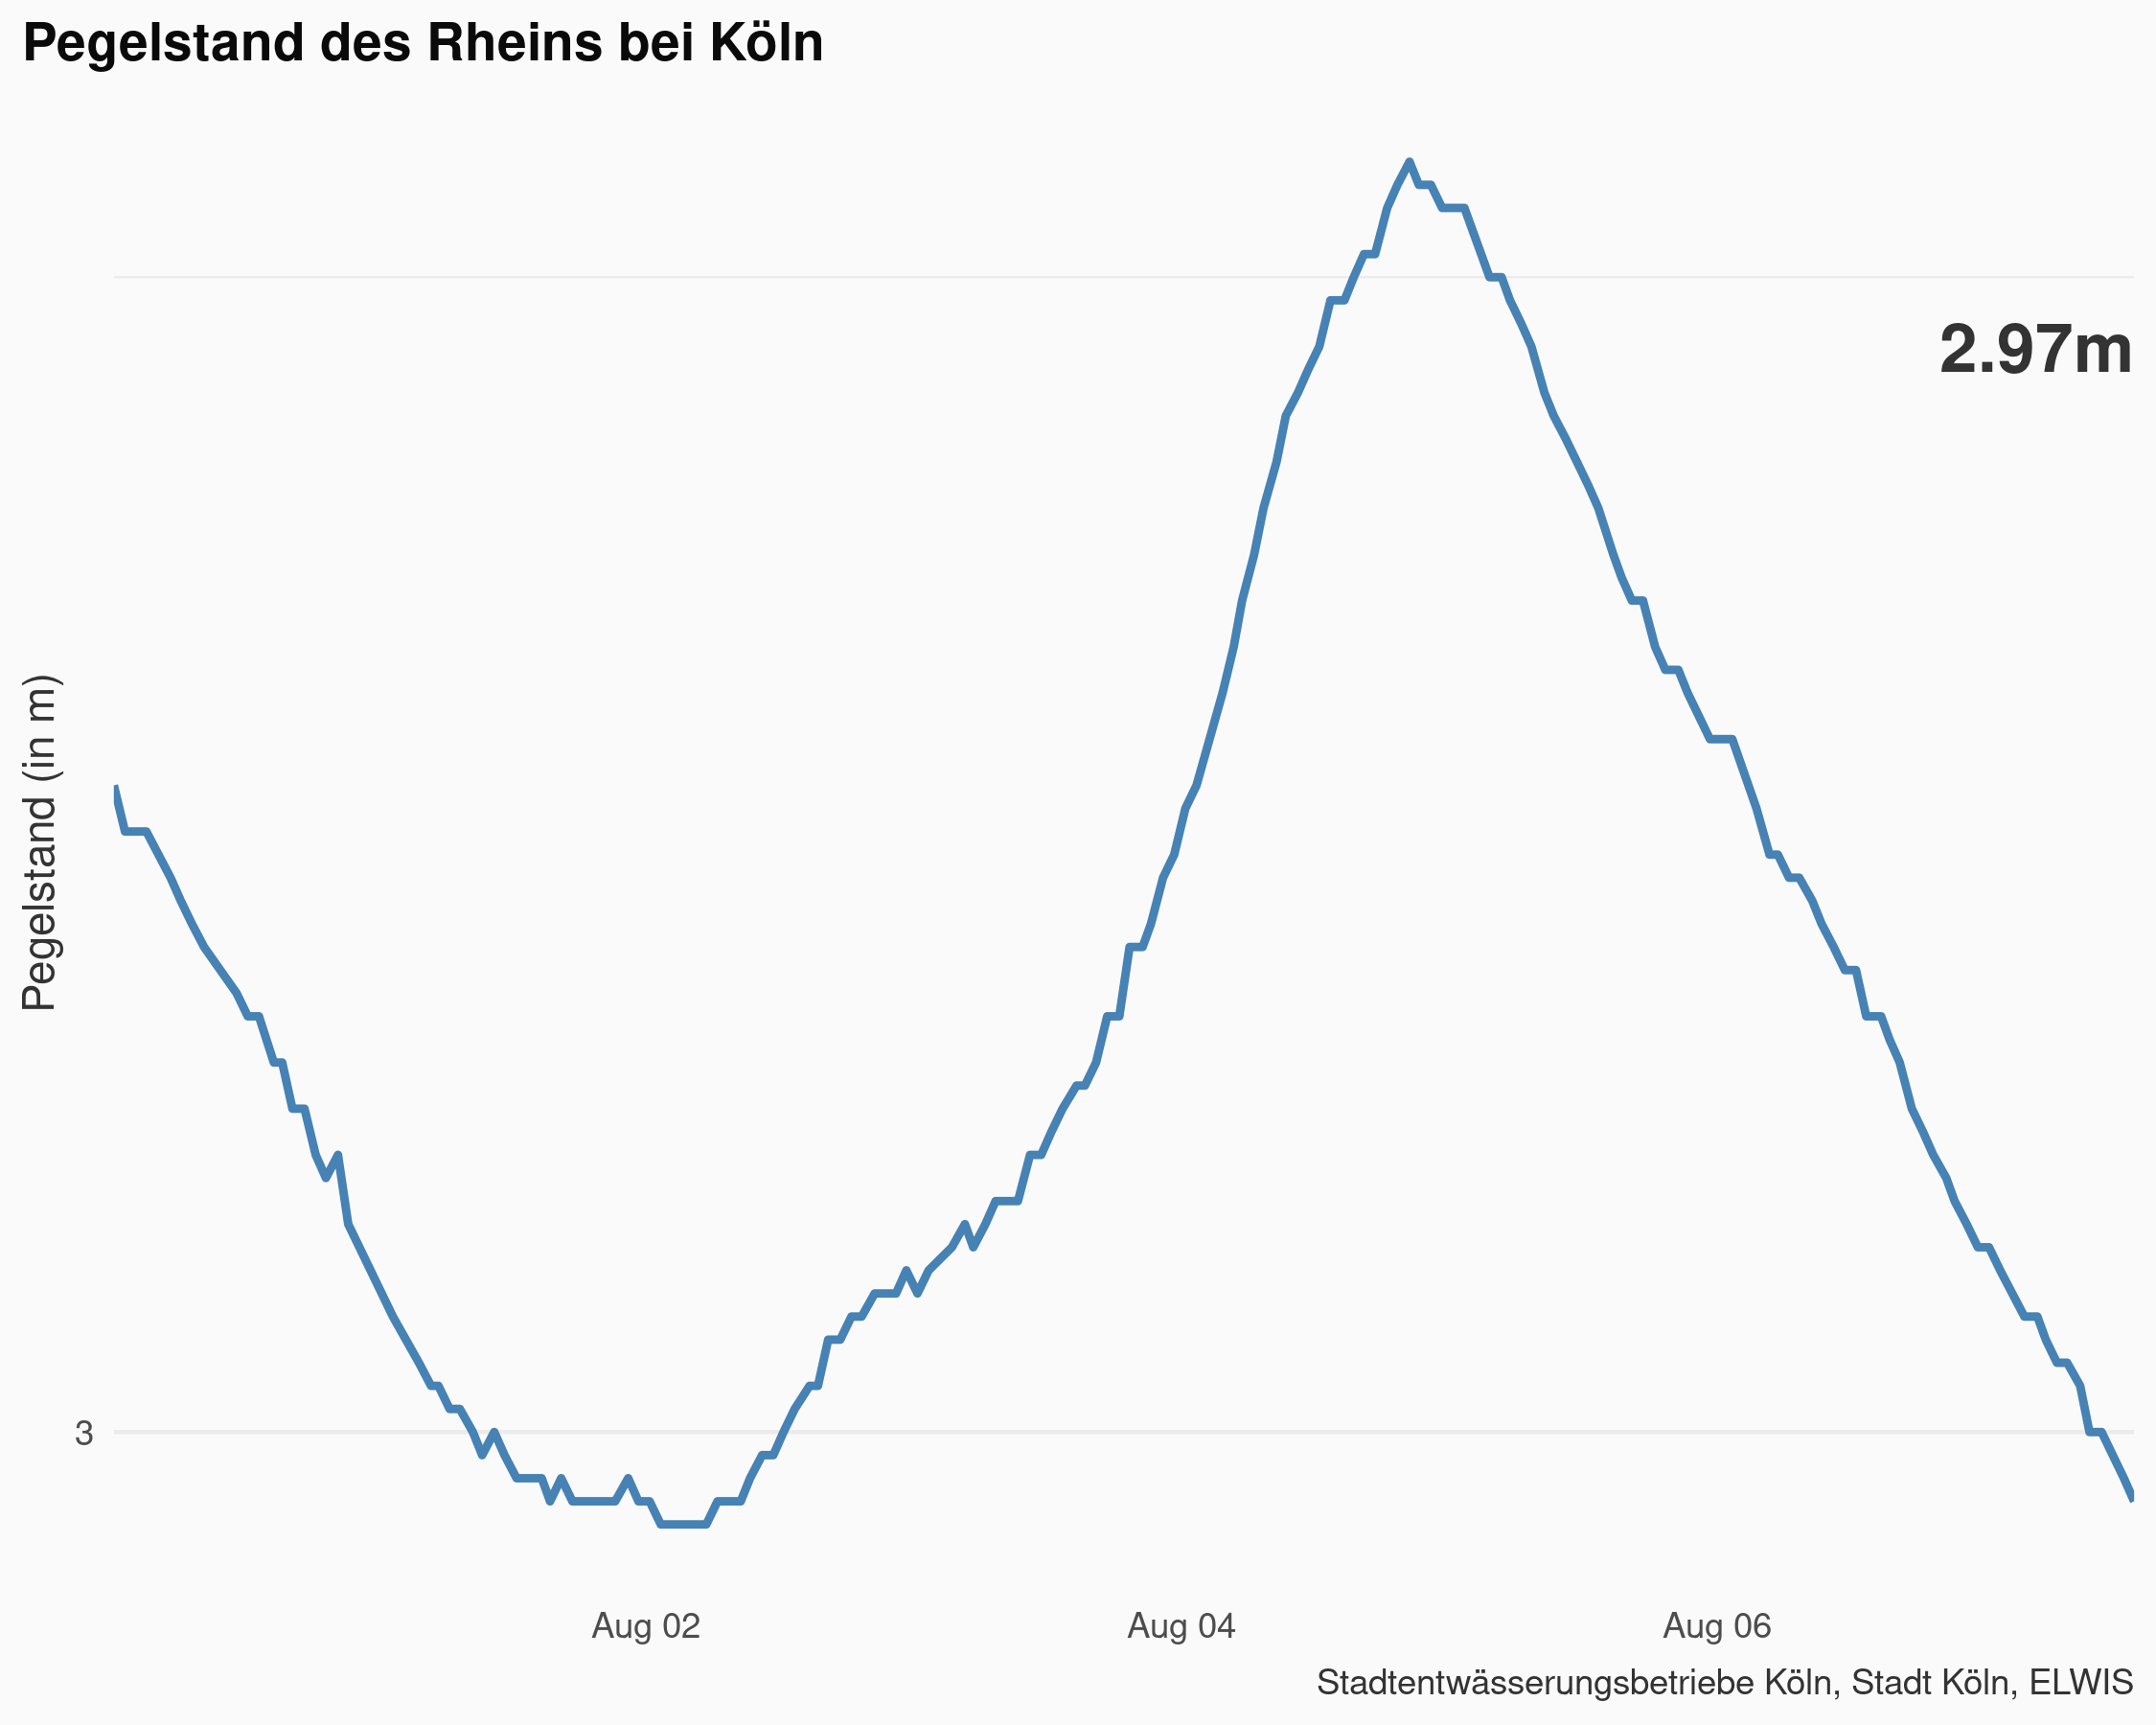 Pegelstand des Rheins bei Köln
2.97m
Pegelstand (in m)
3
Aug 02
Aug 04
Aug 06
Stadtentwässerungsbetriebe Köln, Stadt Köln, ELWIS